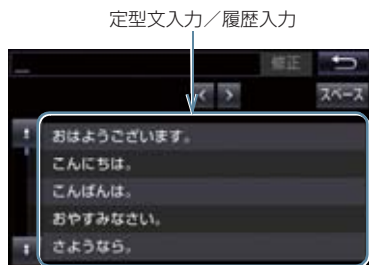 定型文入力／履歴入力
修正
< >
スペース
おはようございます。
こんにちは。
こんばんは。
おやすみなさい。
さようなら。